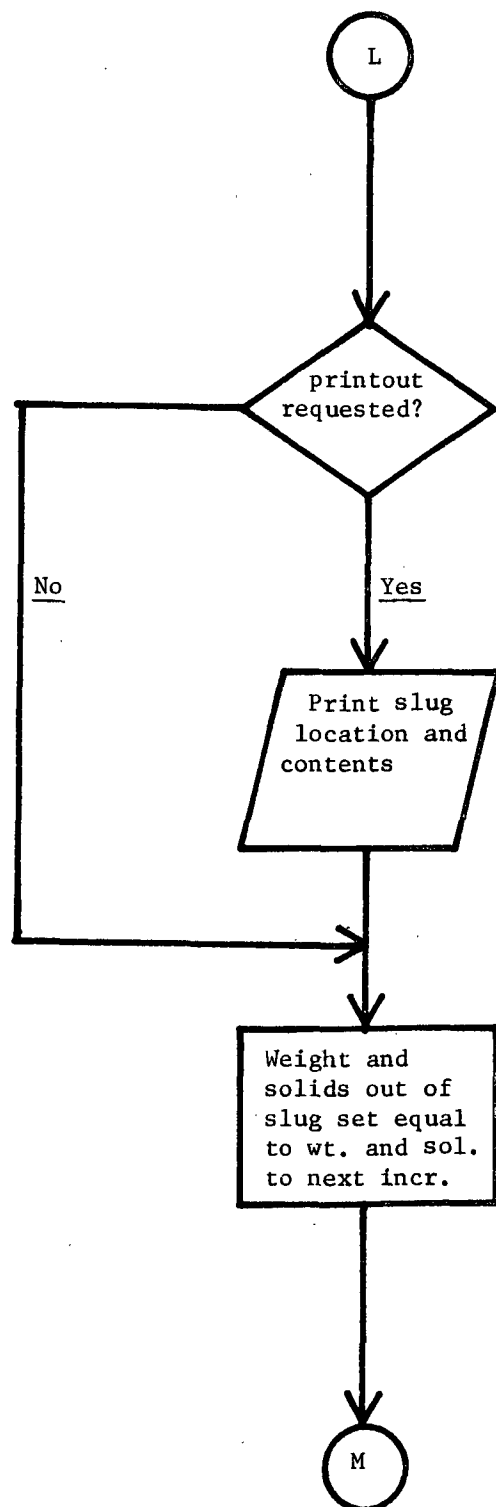 L
printout
requested?
No
Yes
Print slug
location and
contents
Weight and
solids out of
slug set equal
to wt. and sol.
to next incr.
M